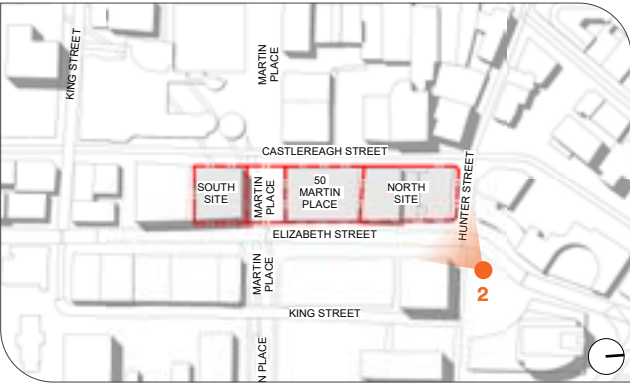 KING STREET
MARTIN
PLACE
CASTLEREAGH STREET
HUNTER STREET
SOUTH
SITE
MARTIN
PLACE
50
MARTIN
PLACE
NORTH
SITE
ELIZABETH STREET
MARTIN
PLACE
2
KING STREET
N PLACE